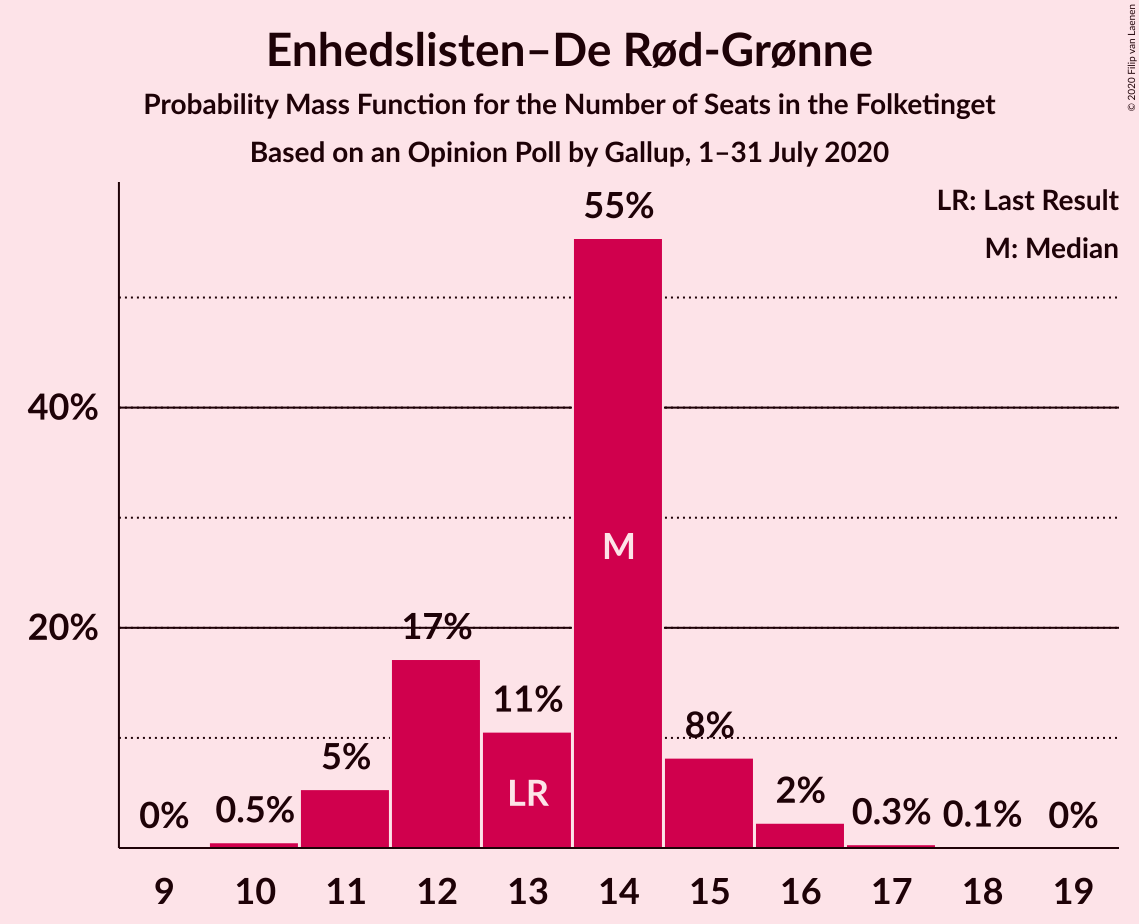 Enhedslisten–De Rød-Grønne
Probability Mass Function for the Number of Seats in the Folketinget
Based on an Opinion Poll by Gallup, 1–31 July 2020
© 2020 Filip van Laenen
LR: Last Result
M: Median
55%
40%
M
20%
17%
11%
8%
5%
LR
2%
0%
0.5%
0.3%
0.1%
0%
9 10 11 12 13 14 15 16 17 18 19